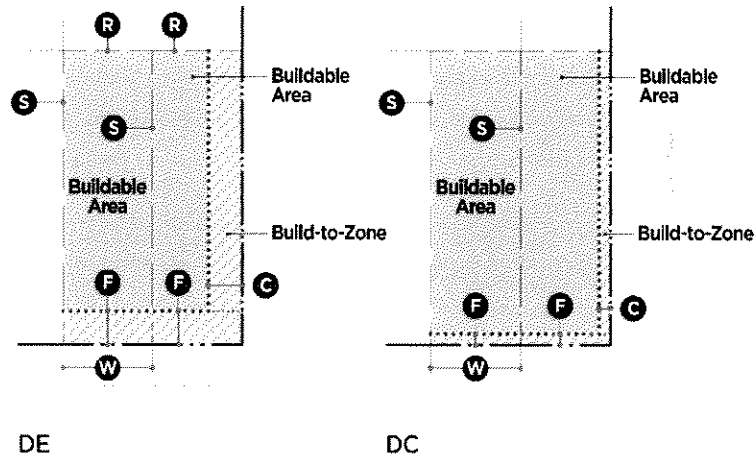 R R
Buildable
Area
S
S
Buildable
Area
Build-to-Zone
F F
C
W
DE
Buildable
Area
S
S
Buildable
Area
Build-to-Zone
F F
C
W
DC